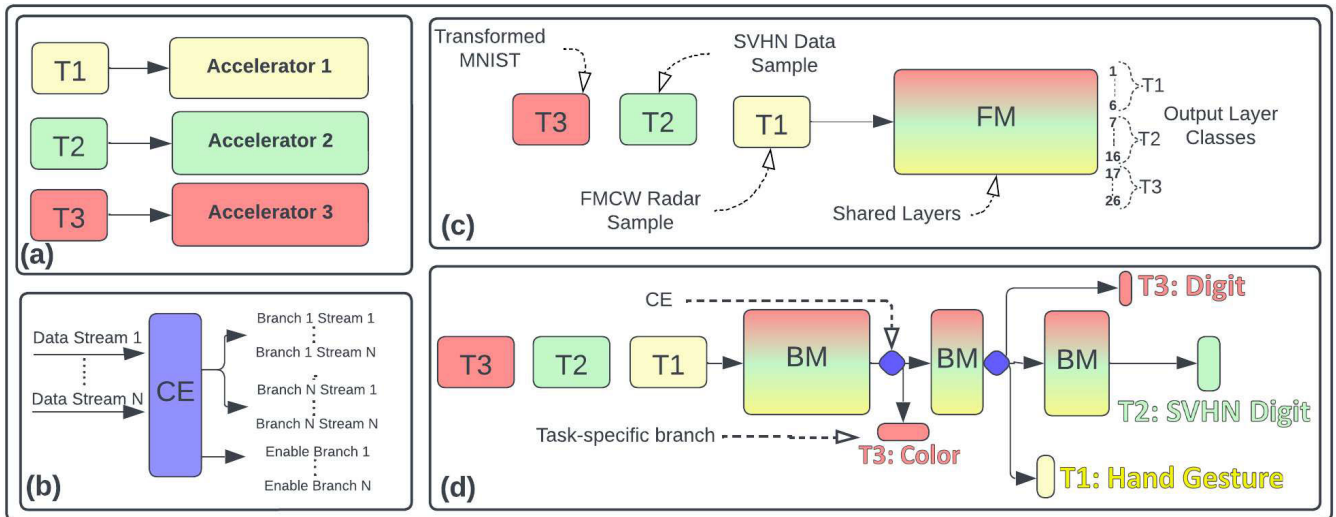 T1
Accelerator 1
T2
Accelerator 2
T3
Accelerator 3
(a)
Data Stream 1
Data Stream N
CE
Branch 1 Stream 1
Branch 1 Stream N
Branch N Stream 1
Branch N Stream N
Enable Branch 1
Enable Branch N
(b)
Transformed
MNIST
SVHN Data
Sample
T3
T2
T1
FMCW Radar
Sample
FM
Shared Layers
1
6
T1
7
16
T2
17
26
T3
Output Layer
Classes
(c)
CE
T3
T2
T1
BM
BM
BM
T3: Digit
T2: SVHN Digit
Task-specific branch
T3: Color
T1: Hand Gesture
(d)